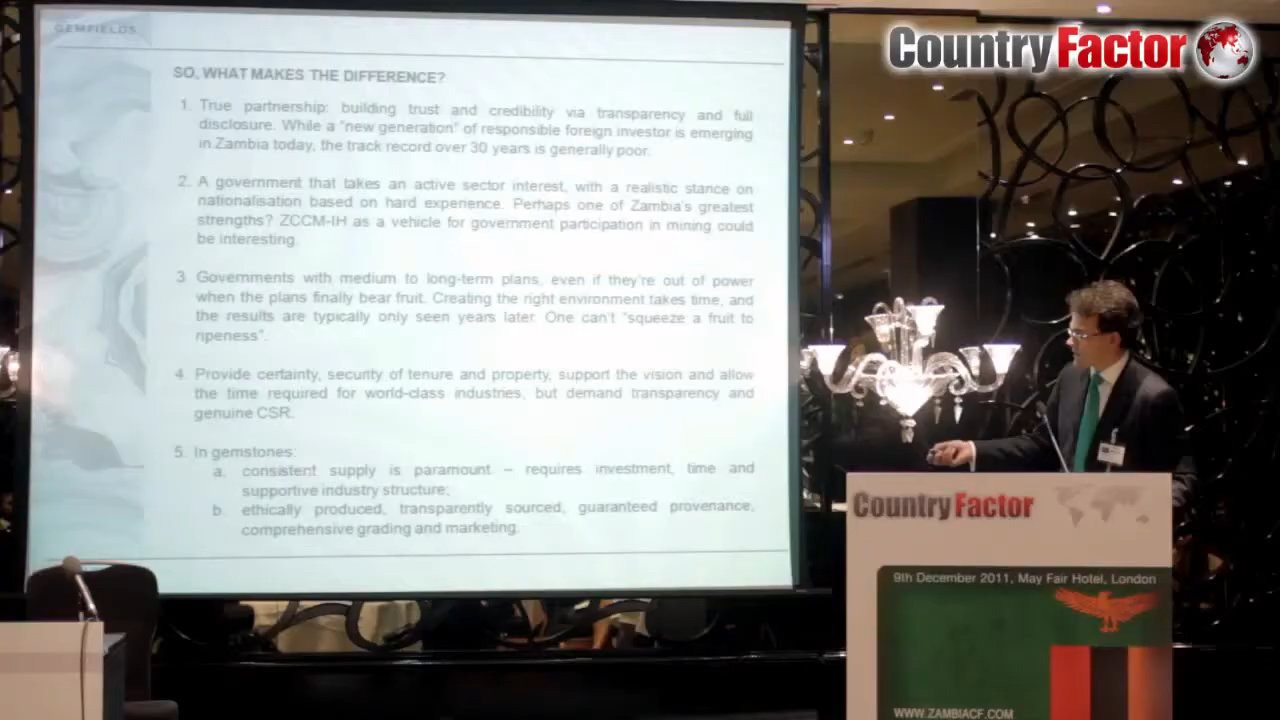 GEMFIELDS
SO, WHAT MAKES THE DIFFERENCE?
1. True partnership: building trust and credibility via transparency and full
disclosure. While a "new generation" of responsible foreign investor is emerging
in Zambia today, the track record over 30 years is generally poor.
2. A government that takes an active sector interest, with a realistic stance on
nationalisation based on hard experience. Perhaps one of Zambia's greatest
strengths? ZCCM-IH as a vehicle for government participation in mining could
be interesting.
3. Governments with medium to long-term plans, even if they're out of power
when the plans finally bear fruit. Creating the right environment takes time, and
the results are typically only seen years later. One can't "squeeze a fruit to
ripeness".
4. Provide certainty, security of tenure and property, support the vision and allow
the time required for world-class industries, but demand transparency and
genuine CSR.
5. In gemstones:
a. consistent supply is paramount – requires investment, time and
supportive industry structure;
b. ethically produced, transparently sourced, guaranteed provenance,
comprehensive grading and marketing.
CountryFactor
CountryFactor
9th December 2011, May Fair Hotel, London
WWW.ZAMBIACF.COM